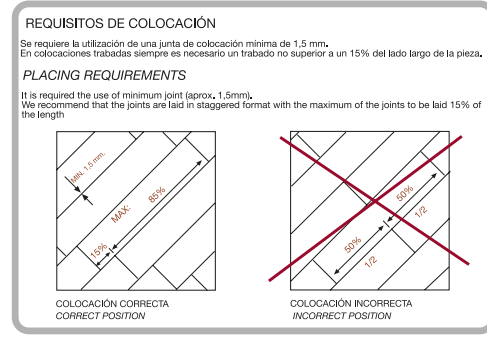 REQUISITOS DE COLOCACIÓN
Se requiere la utilización de una junta de colocación mínima de 1,5 mm.
En colocaciones trabadas siempre es necesario un trabado no superior a un 15% del lado largo de la pieza.
PLACING REQUIREMENTS
It is required the use of minimum joint (aprox. 1,5mm).
We recommend that the joints are laid in staggered format with the maximum of the joints to be laid 15% of
the length
MIN. 1,5 mm.
MAX:
85%
15%
50%
1/2
50%
1/2
COLOCACIÓN CORRECTA
CORRECT POSITION
COLOCACIÓN INCORRECTA
INCORRECT POSITION